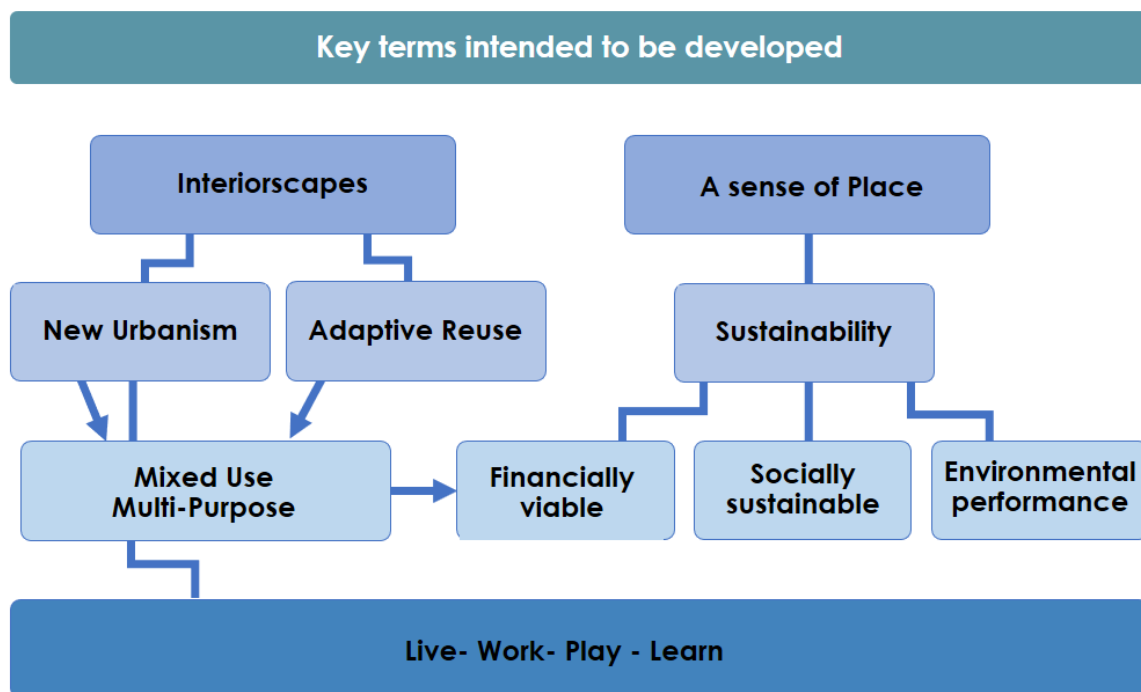 Key terms intended to be developed
Interiorscapes
A sense of Place
New Urbanism
Adaptive Reuse
Sustainability
Mixed Use
Multi-Purpose
Financially
viable
Socially
sustainable
Environmental
performance
Live- Work- Play - Learn